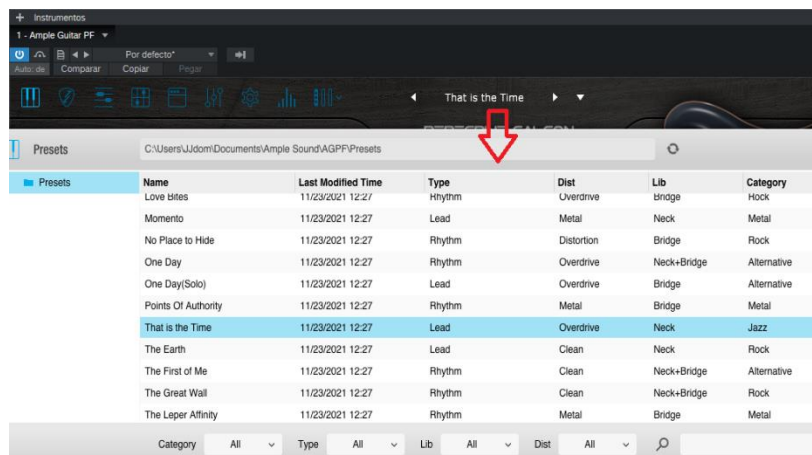 Instrumentos
1 - Ample Guitar PF
Por defecto*
Auto: de Comparar Copiar Pegar
That is the Time
Presets C:\Users\JJdom\Documents\Ample Sound\AGPF\Presets
Presets Name Last Modified Time Type Dist Lib Category
Love Bites 11/23/2021 12:27 Rhythm Overdrive Bridge Rock
Momento 11/23/2021 12:27 Lead Metal Neck Metal
No Place to Hide 11/23/2021 12:27 Rhythm Distortion Bridge Rock
One Day 11/23/2021 12:27 Rhythm Overdrive Neck+Bridge Alternative
One Day(Solo) 11/23/2021 12:27 Lead Overdrive Bridge Alternative
Points Of Authority 11/23/2021 12:27 Rhythm Metal Bridge Metal
That is the Time 11/23/2021 12:27 Lead Overdrive Neck Jazz
The Earth 11/23/2021 12:27 Lead Clean Neck Rock
The First of Me 11/23/2021 12:27 Rhythm Clean Neck+Bridge Alternative
The Great Wall 11/23/2021 12:27 Rhythm Clean Neck+Bridge Rock
The Leper Affinity 11/23/2021 12:27 Rhythm Metal Bridge Metal
Category All Type All Lib All Dist All